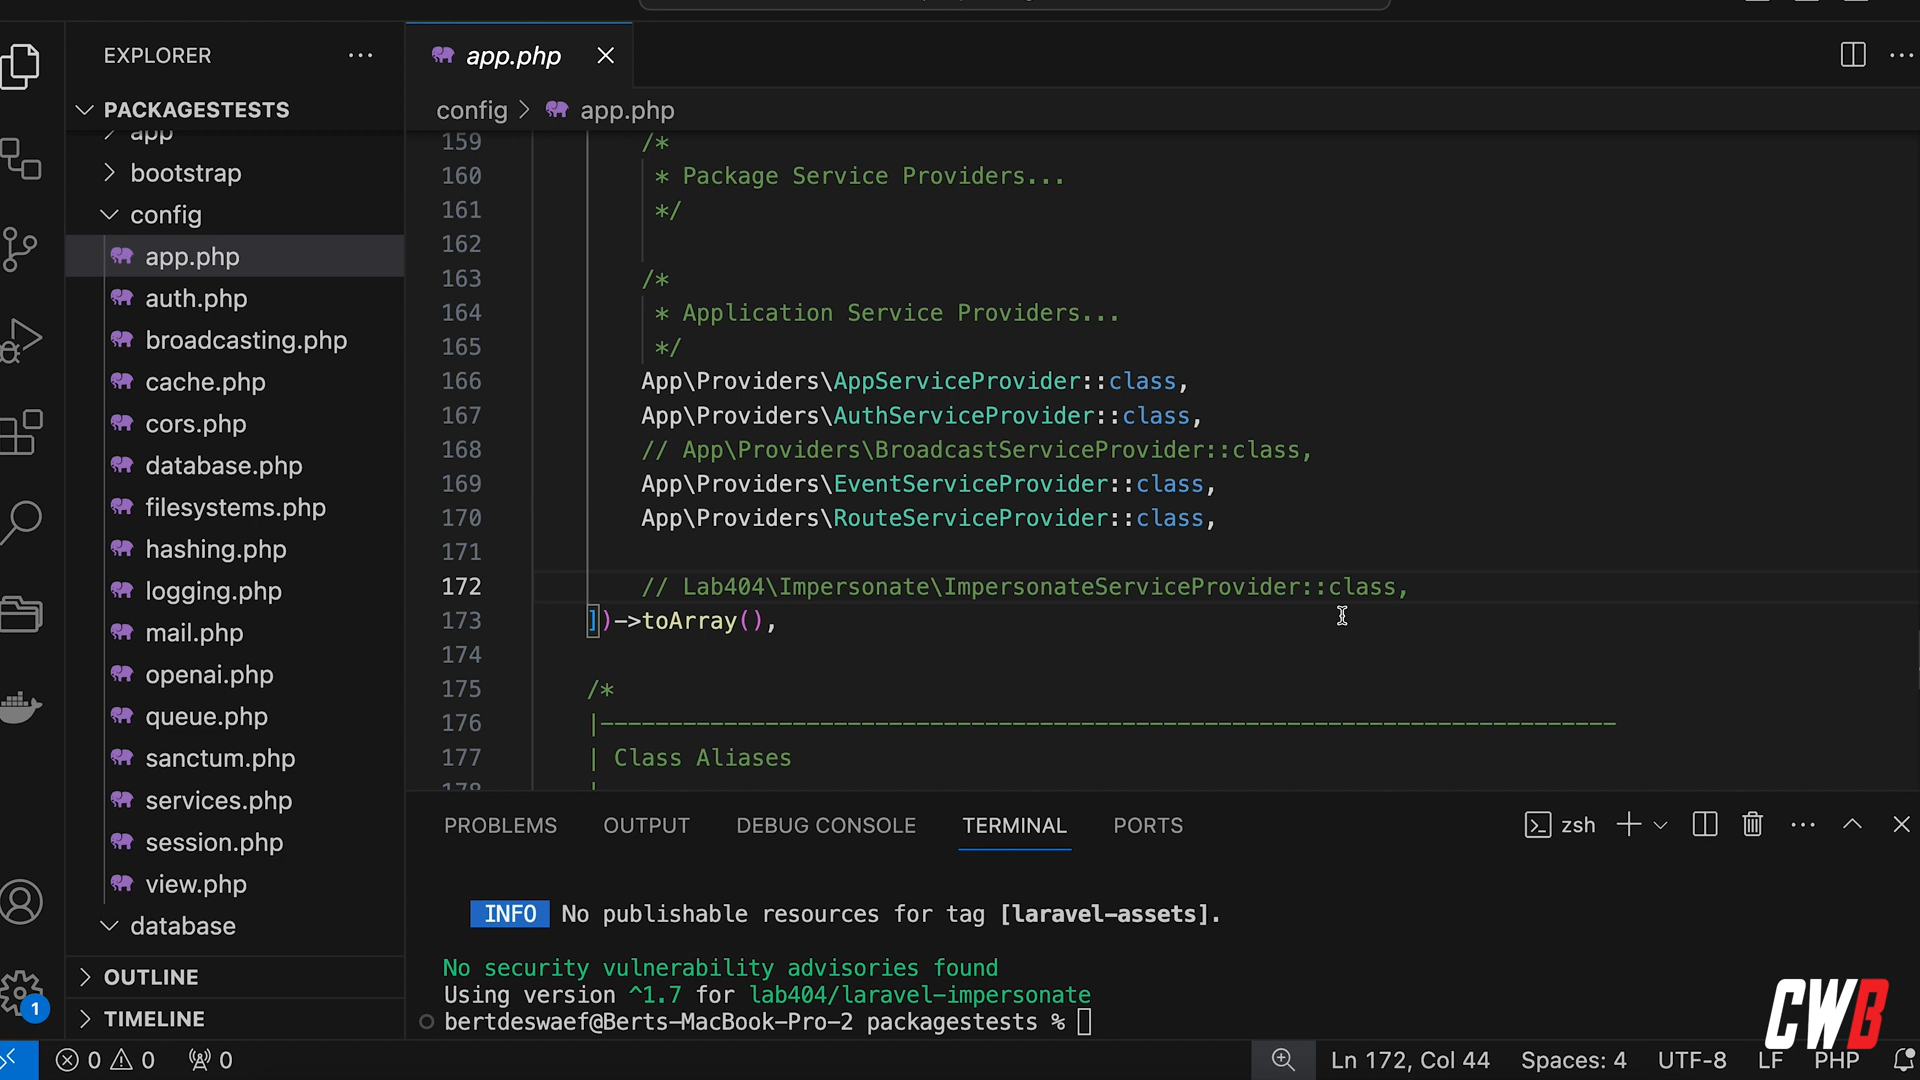 EXPLORER
app.php
PACKAGESTESTS
config > app.php
app
bootstrap
config
app.php
auth.php
broadcasting.php
cache.php
cors.php
database.php
filesystems.php
hashing.php
logging.php
mail.php
openai.php
queue.php
sanctum.php
services.php
session.php
view.php
database
OUTLINE
TIMELINE
159 /*
160 * Package Service Providers...
161 */
162
163 /*
164 * Application Service Providers...
165 */
166 App\Providers\AppServiceProvider::class,
167 App\Providers\AuthServiceProvider::class,
168 // App\Providers\BroadcastServiceProvider::class,
169 App\Providers\EventServiceProvider::class,
170 App\Providers\RouteServiceProvider::class,
171
172 // Lab404\Impersonate\ImpersonateServiceProvider::class,
173 ])->toArray(),
174
175 /*
176 |--------------------------------------------------------------------------
177 | Class Aliases
178 |
PROBLEMS OUTPUT DEBUG CONSOLE TERMINAL PORTS zsh
INFO No publishable resources for tag [laravel-assets].
No security vulnerability advisories found
Using version ^1.7 for lab404/laravel-impersonate
bertdeswaef@Berts-MacBook-Pro-2 packagestests %
CWB
1
0 0 0 Ln 172, Col 44 Spaces: 4 UTF-8 LF PHP